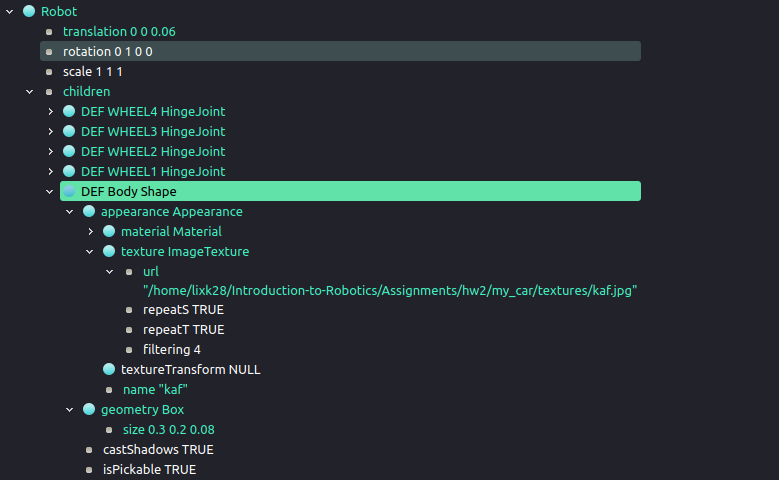 Robot
translation 0 0 0.06
rotation 0 1 0 0
scale 1 1 1
children
DEF WHEEL4 HingeJoint
DEF WHEEL3 HingeJoint
DEF WHEEL2 HingeJoint
DEF WHEEL1 HingeJoint
DEF Body Shape
appearance Appearance
material Material
texture ImageTexture
url
"/home/lixk28/Introduction-to-Robotics/Assignments/hw2/my_car/textures/kaf.jpg"
repeatS TRUE
repeatT TRUE
filtering 4
textureTransform NULL
name "kaf"
geometry Box
size 0.3 0.2 0.08
castShadows TRUE
isPickable TRUE